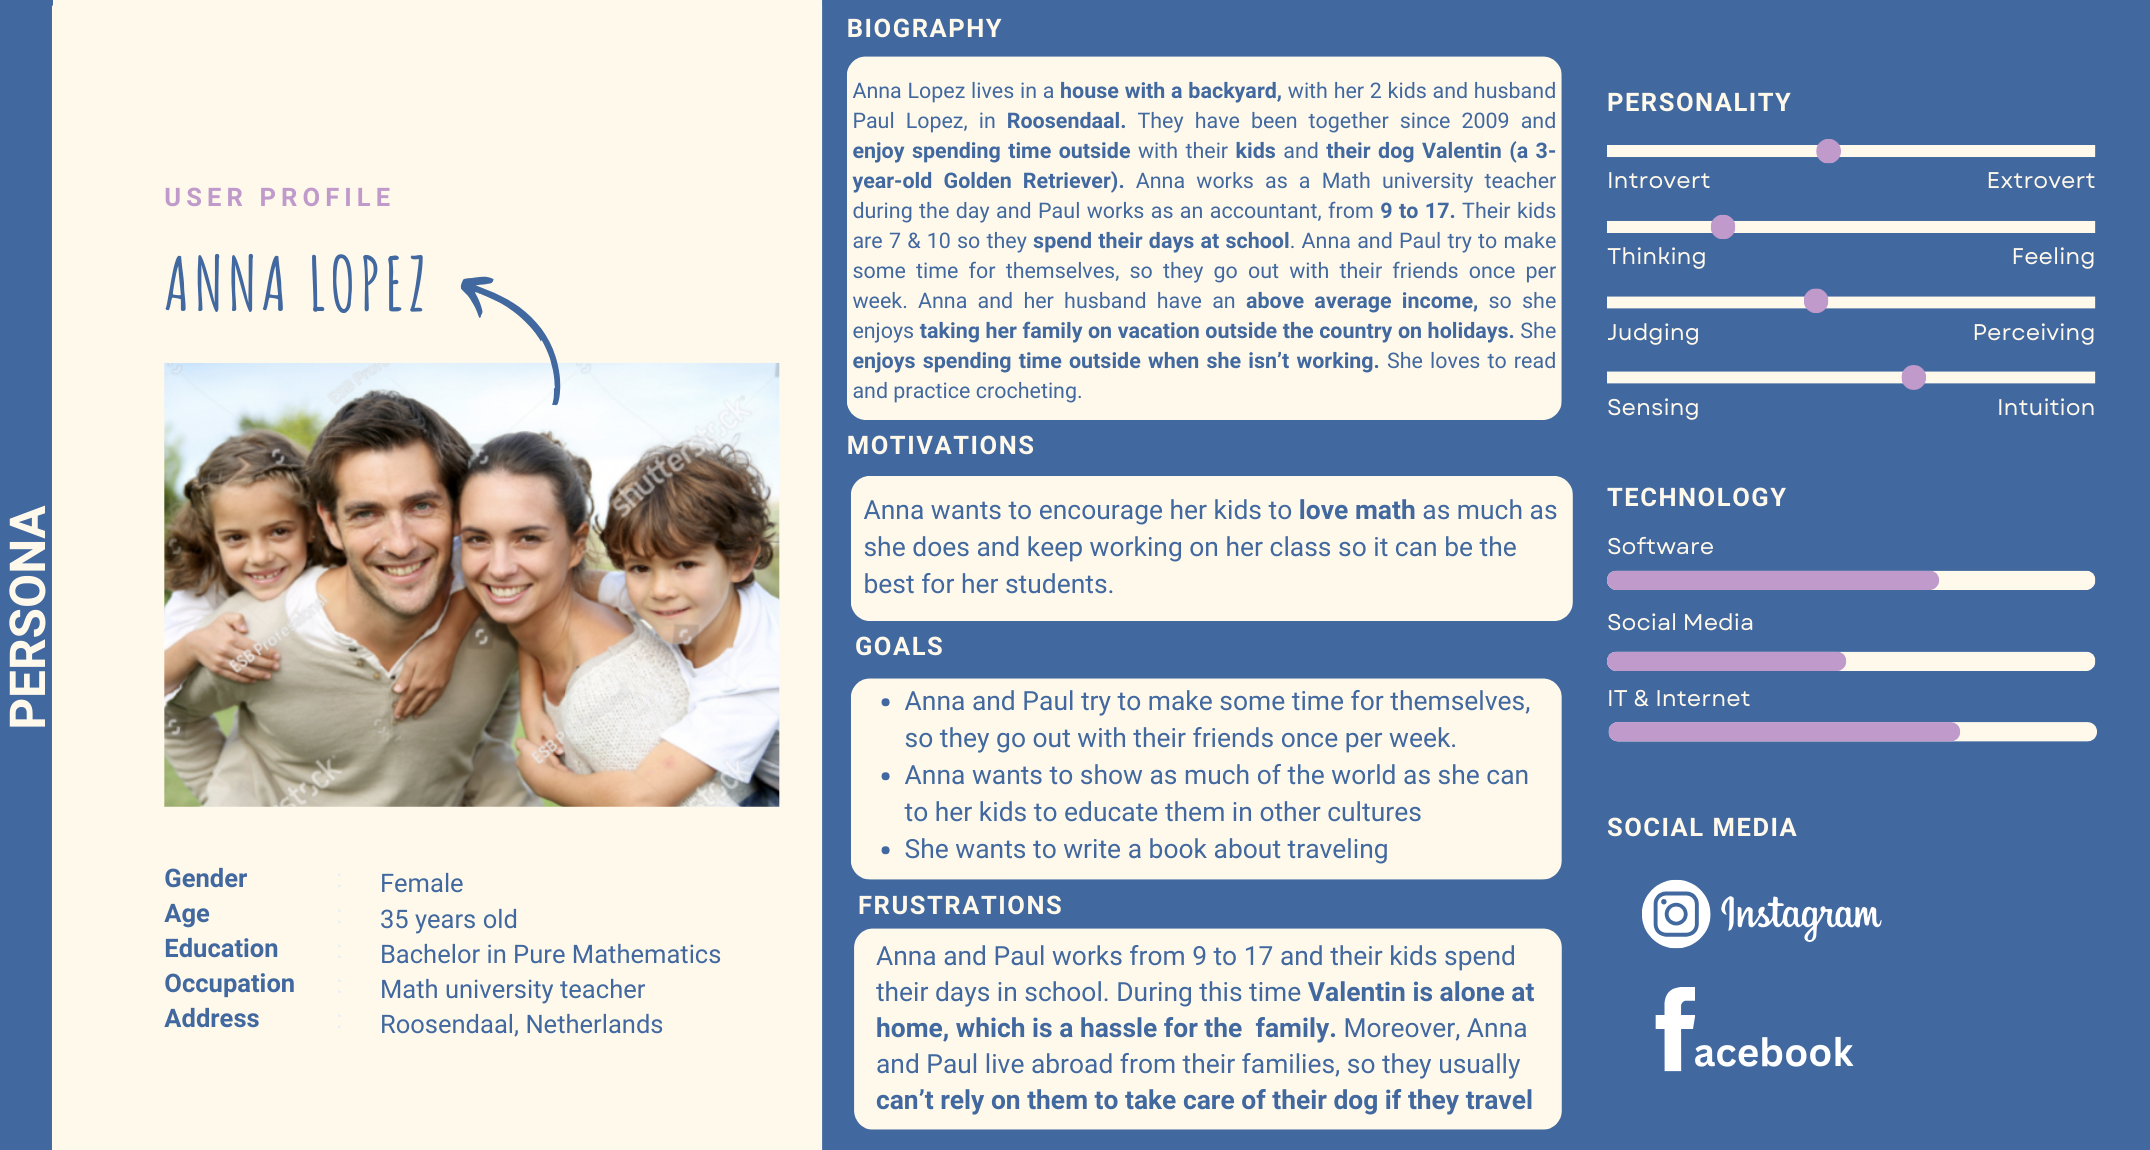 PERSONA
USER PROFILE
ANNA LOPEZ
shutterstock
Gender : Female
Age : 35 years old
Education : Bachelor in Pure Mathematics
Occupation : Math university teacher
Address : Roosendaal, Netherlands
BIOGRAPHY
Anna Lopez lives in a house with a backyard, with her 2 kids and husband
Paul Lopez, in Roosendaal. They have been together since 2009 and
enjoy spending time outside with their kids and their dog Valentin (a 3-
year-old Golden Retriever). Anna works as a Math university teacher
during the day and Paul works as an accountant, from 9 to 17. Their kids
are 7 & 10 so they spend their days at school. Anna and Paul try to make
some time for themselves, so they go out with their friends once per
week. Anna and her husband have an above average income, so she
enjoys taking her family on vacation outside the country on holidays. She
enjoys spending time outside when she isn’t working. She loves to read
and practice crocheting.
MOTIVATIONS
Anna wants to encourage her kids to love math as much as
she does and keep working on her class so it can be the
best for her students.
GOALS
• Anna and Paul try to make some time for themselves,
so they go out with their friends once per week.
• Anna wants to show as much of the world as she can
to her kids to educate them in other cultures
• She wants to write a book about traveling
FRUSTRATIONS
Anna and Paul works from 9 to 17 and their kids spend
their days in school. During this time Valentin is alone at
home, which is a hassle for the family. Moreover, Anna
and Paul live abroad from their families, so they usually
can’t rely on them to take care of their dog if they travel
PERSONALITY
Introvert Extrovert
Thinking Feeling
Judging Perceiving
Sensing Intuition
TECHNOLOGY
Software
Social Media
IT & Internet
SOCIAL MEDIA
Instagram
facebook